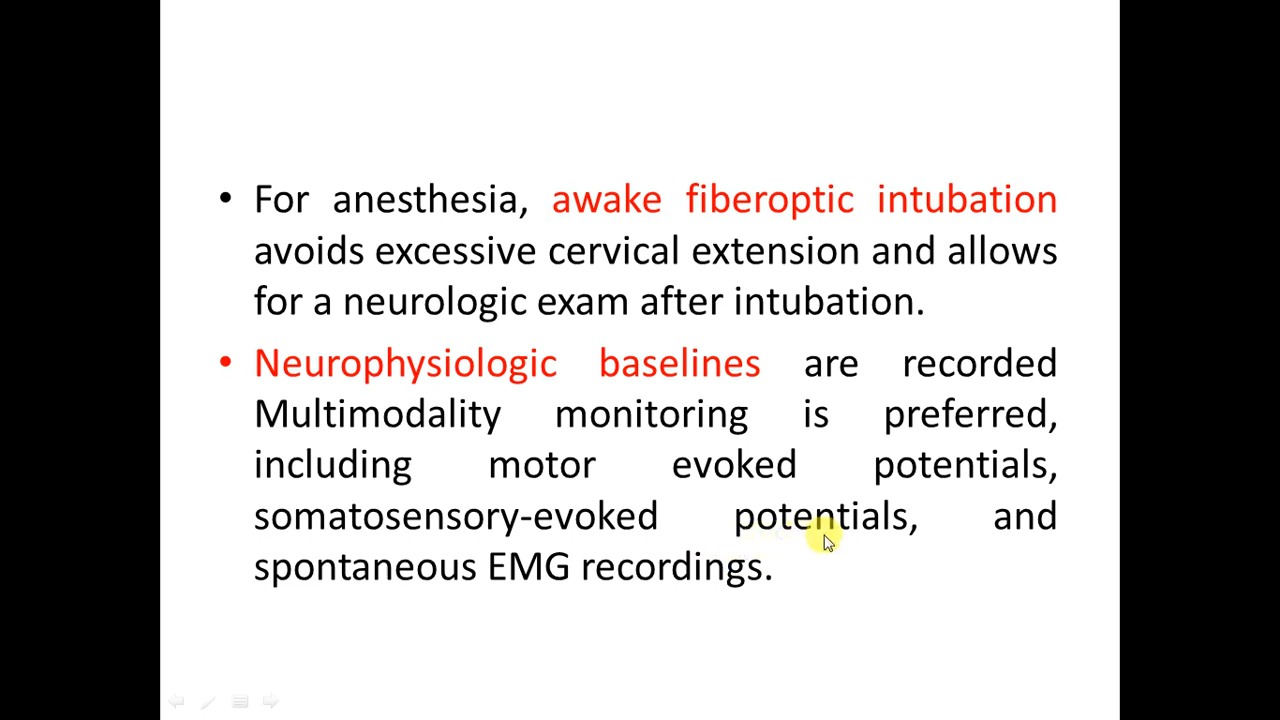 • For anesthesia, awake fiberoptic intubation
avoids excessive cervical extension and allows
for a neurologic exam after intubation.
• Neurophysiologic baselines are recorded
Multimodality monitoring is preferred,
including motor evoked potentials,
somatosensory-evoked potentials, and
spontaneous EMG recordings.